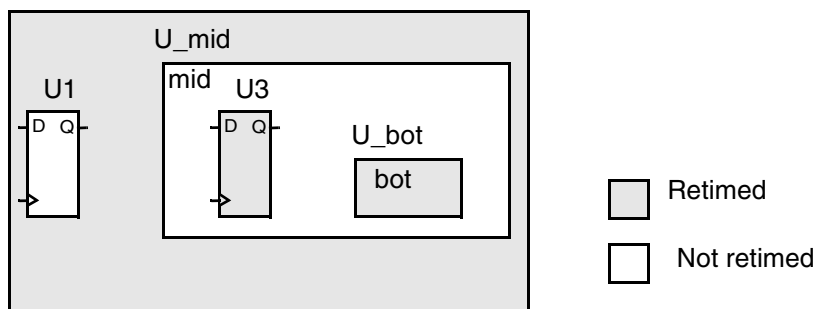 U_mid
U1
mid
U3
D Q
D Q
U_bot
bot
Retimed
Not retimed